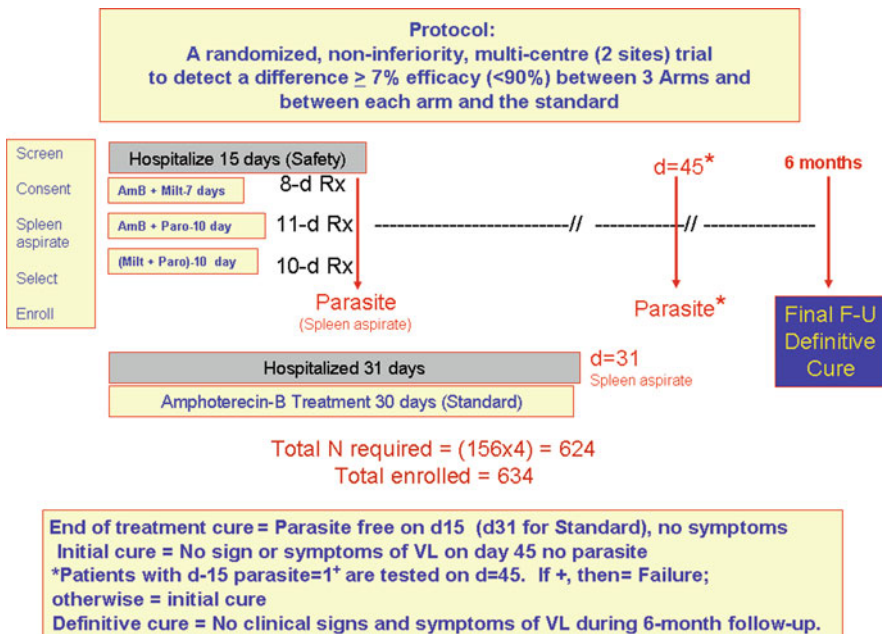 Protocol:
A randomized, non-inferiority, multi-centre (2 sites) trial
to detect a difference ≥ 7% efficacy (<90%) between 3 Arms and
between each arm and the standard
Screen
Consent
Spleen
aspirate
Select
Enroll
Hospitalize 15 days (Safety)
AmB + Milt-7 days
8-d Rx
AmB + Paro-10 day
11-d Rx
(Milt + Paro)-10 day
10-d Rx
Parasite
(Spleen aspirate)
d=45*
Parasite*
6 months
Final F-U
Definitive
Cure
Hospitalized 31 days
d=31
Spleen aspirate
Amphoterecin-B Treatment 30 days (Standard)
Total N required = (156x4) = 624
Total enrolled = 634
End of treatment cure = Parasite free on d15 (d31 for Standard), no symptoms
Initial cure = No sign or symptoms of VL on day 45 no parasite
*Patients with d-15 parasite=1⁺ are tested on d=45. If +, then= Failure;
otherwise = initial cure
Definitive cure = No clinical signs and symptoms of VL during 6-month follow-up.